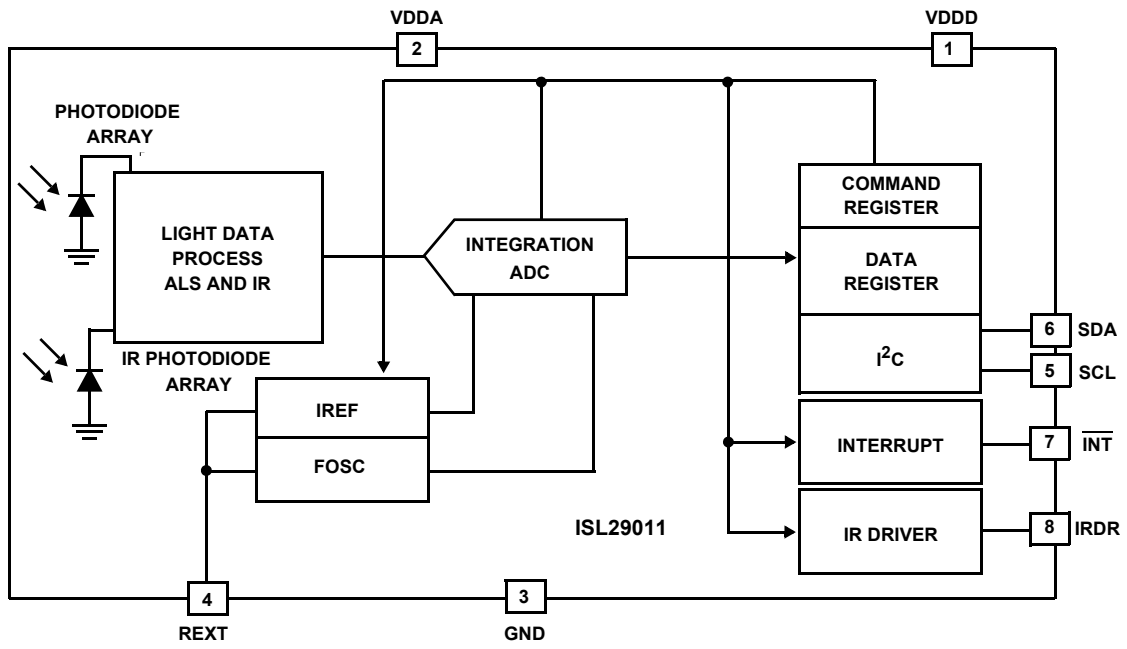 VDDA
VDDD
2
1
PHOTODIODE
ARRAY
COMMAND
REGISTER
LIGHT DATA
PROCESS
ALS AND IR
INTEGRATION
ADC
DATA
REGISTER
6 SDA
IR PHOTODIODE
ARRAY
I²C
5 SCL
IREF
INTERRUPT
7 I̅N̅T̅
FOSC
ISL29011
IR DRIVER
8 IRDR
4
3
REXT
GND